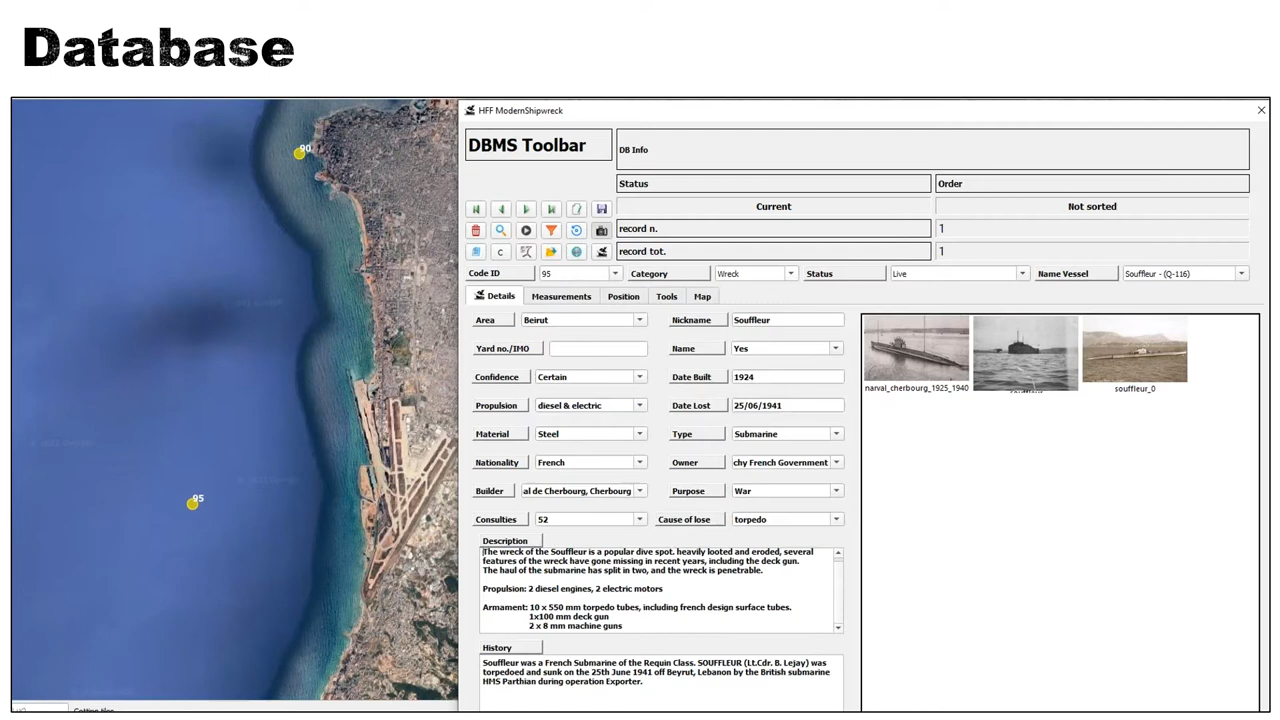 Database
90
95
HFF ModernShipwreck
DBMS Toolbar
DB Info
Status
Order
Current
Not sorted
record n.
1
record tot.
1
C
Code ID
95
Category
Wreck
Status
Live
Name Vessel
Souffleur - (Q-116)
Details
Measurements
Position
Tools
Map
Area
Beirut
Nickname
Souffleur
Yard no./IMO
Name
Yes
Confidence
Certain
Date Built
1924
Propulsion
diesel & electric
Date Lost
25/06/1941
Material
Steel
Type
Submarine
Nationality
French
Owner
chy French Government
Builder
al de Cherbourg, Cherbourg
Purpose
War
Consulties
52
Cause of lose
torpedo
narval_cherbourg_1925_1940
souffleur_0
Description
The wreck of the Souffleur is a popular dive spot. heavily looted and eroded, several
features of the wreck have gone missing in recent years, including the deck gun.
The haul of the submarine has split in two, and the wreck is penetrable.
Propulsion: 2 diesel engines, 2 electric motors
Armament: 10 x 550 mm torpedo tubes, including french design surface tubes.
1x100 mm deck gun
2 x 8 mm machine guns
History
Souffleur was a French Submarine of the Requin Class. SOUFFLEUR (Lt.Cdr. B. Lejay) was
torpedoed and sunk on the 25th June 1941 off Beyrut, Lebanon by the British submarine
HMS Parthian during operation Exporter.